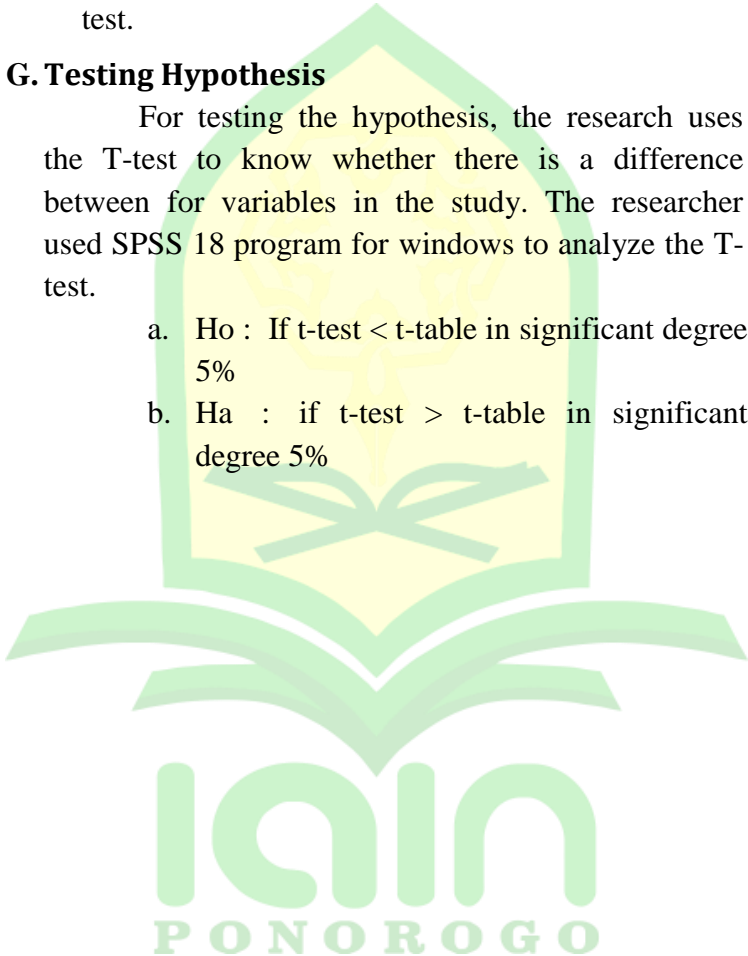 test.
G. Testing Hypothesis
For testing the hypothesis, the research uses
the T-test to know whether there is a difference
between for variables in the study. The researcher
used SPSS 18 program for windows to analyze the T-
test.
a. Ho : If t-test < t-table in significant degree
5%
b. Ha : if t-test > t-table in significant
degree 5%
iain
PONOROGO